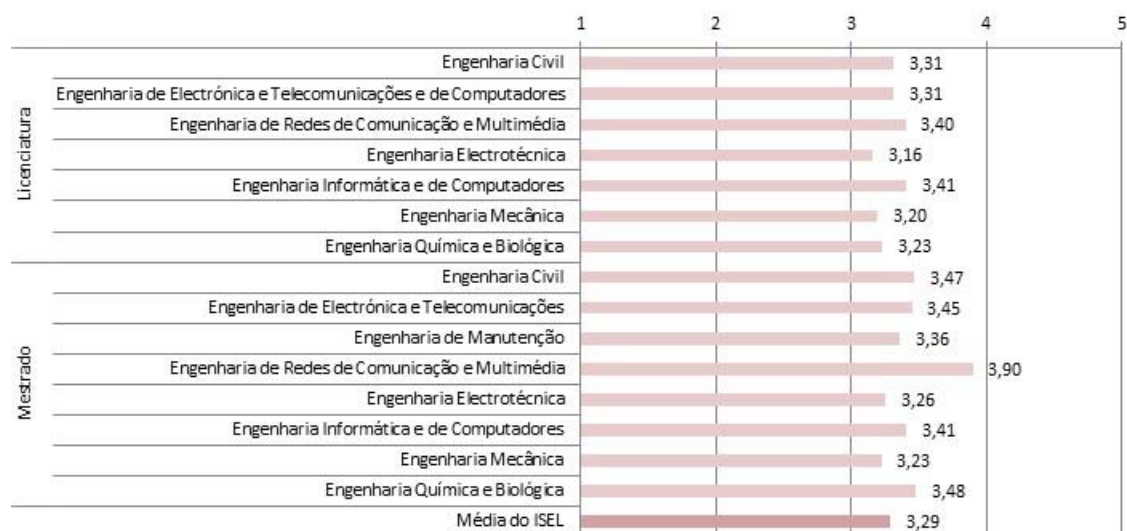 1 2 3 4 5
Licenciatura
Engenharia Civil 3,31
Engenharia de Electrónica e Telecomunicações e de Computadores 3,31
Engenharia de Redes de Comunicação e Multimédia 3,40
Engenharia Electrotécnica 3,16
Engenharia Informática e de Computadores 3,41
Engenharia Mecânica 3,20
Engenharia Química e Biológica 3,23
Mestrado
Engenharia Civil 3,47
Engenharia de Electrónica e Telecomunicações 3,45
Engenharia de Manutenção 3,36
Engenharia de Redes de Comunicação e Multimédia 3,90
Engenharia Electrotécnica 3,26
Engenharia Informática e de Computadores 3,41
Engenharia Mecânica 3,23
Engenharia Química e Biológica 3,48
Média do ISEL 3,29